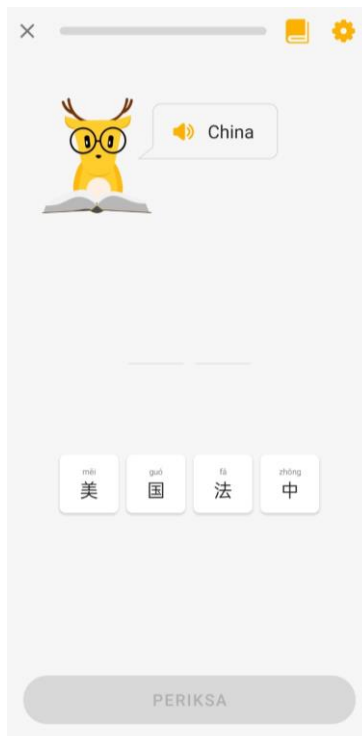 China
měi guó fǎ zhōng
美 国 法 中
PERIKSA